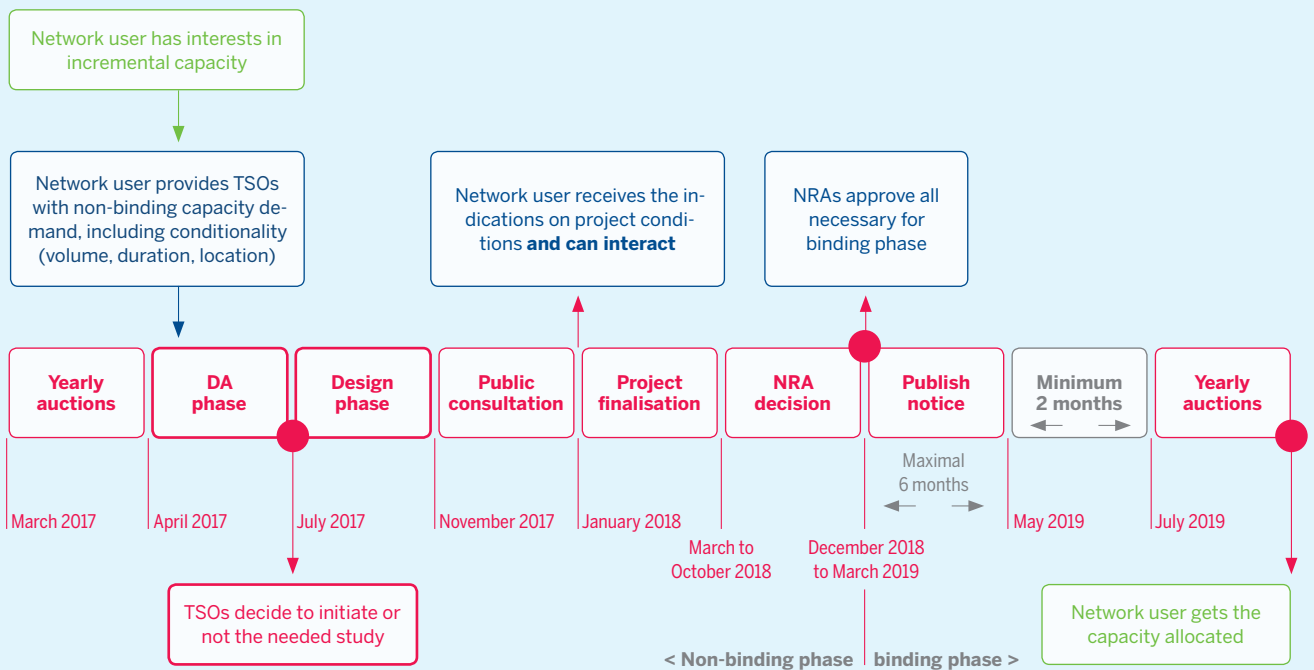 Network user has interests in
incremental capacity
Network user provides TSOs
with non-binding capacity de-
mand, including conditionality
(volume, duration, location)
Network user receives the in-
dications on project condi-
tions and can interact
NRAs approve all
necessary for
binding phase
Yearly
auctions
DA
phase
Design
phase
Public
consultation
Project
finalisation
NRA
decision
Publish
notice
Minimum
2 months
Yearly
auctions
Maximal
6 months
March 2017
April 2017
July 2017
November 2017
January 2018
March to
October 2018
December 2018
to March 2019
May 2019
July 2019
TSOs decide to initiate or
not the needed study
Network user gets the
capacity allocated
< Non-binding phase
binding phase >